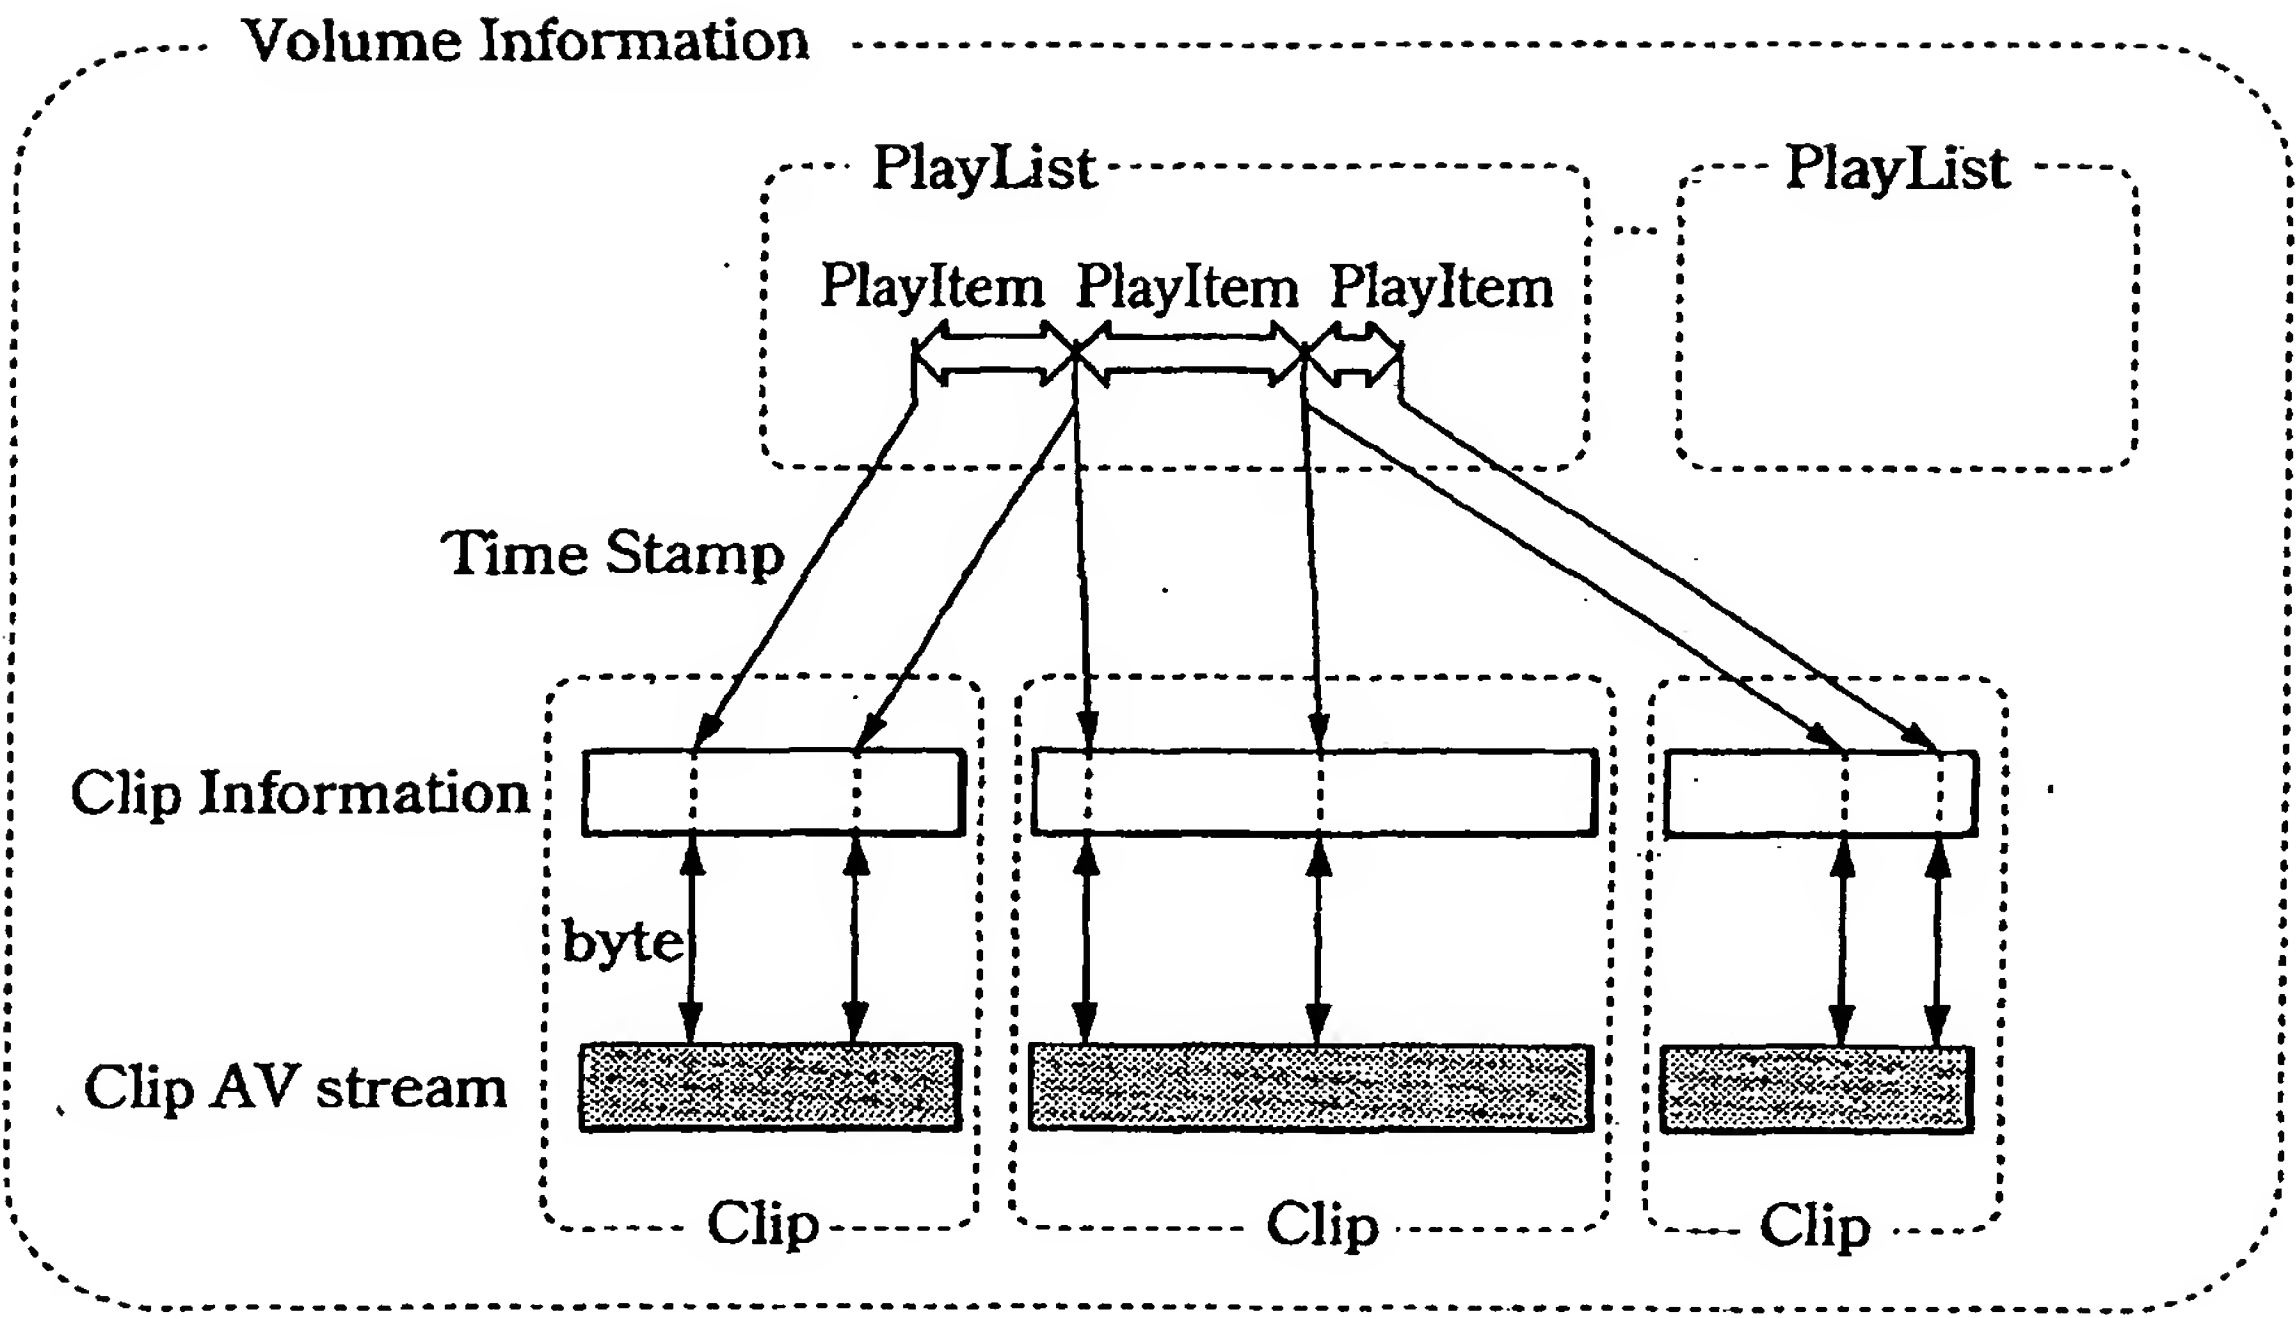 Volume Information
PlayList
PlayList
...
PlayItem PlayItem PlayItem
Time Stamp
Clip Information
byte
Clip AV stream
Clip
Clip
Clip